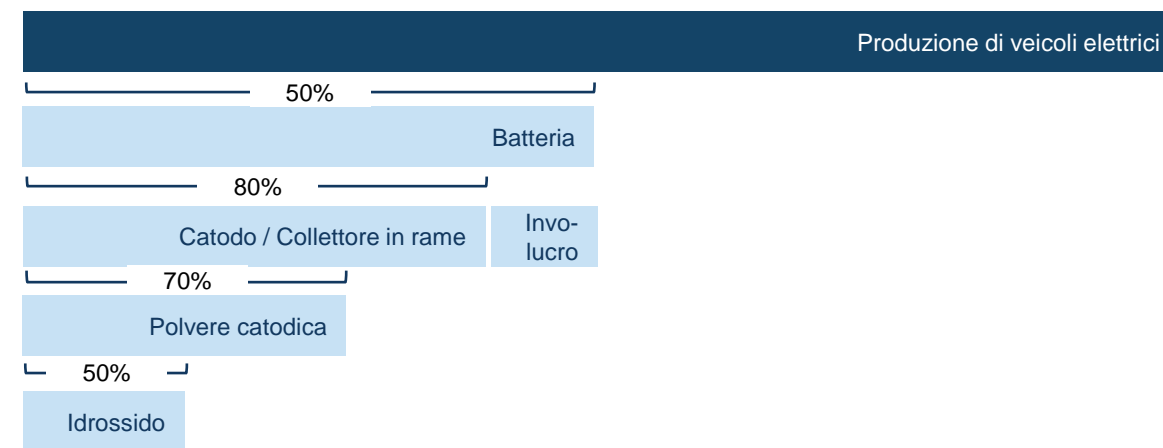 Produzione di veicoli elettrici
50%
Batteria
80%
Catodo / Collettore in rame
Invo-
lucro
70%
Polvere catodica
50%
Idrossido